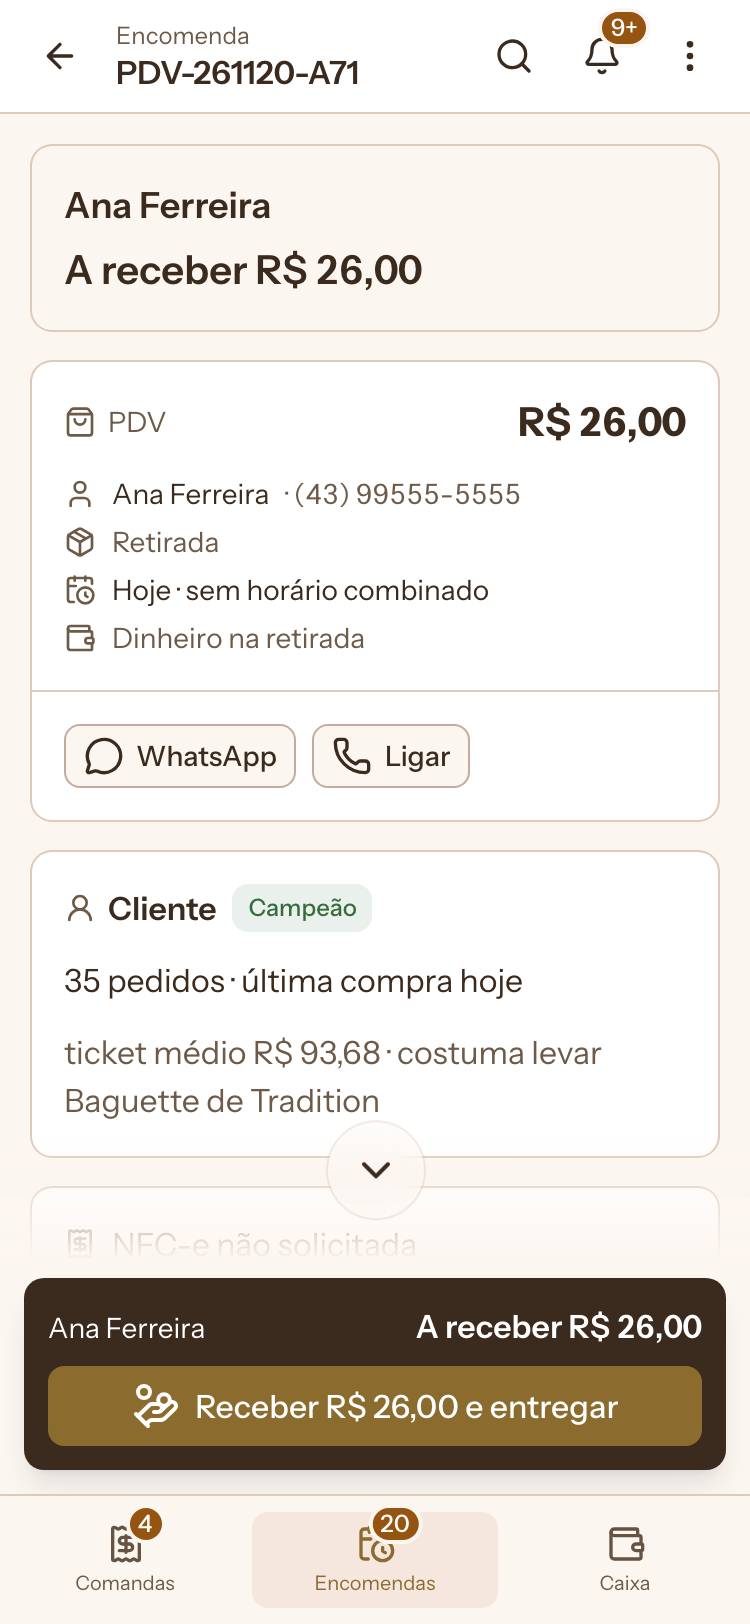 Encomenda
PDV-261120-A71
9+
Ana Ferreira
A receber R$ 26,00
PDV
R$ 26,00
Ana Ferreira · (43) 99555-5555
Retirada
Hoje · sem horário combinado
Dinheiro na retirada
WhatsApp
Ligar
Cliente
Campeão
35 pedidos · última compra hoje
ticket médio R$ 93,68 · costuma levar
Baguette de Tradition
NFC-e não solicitada
Ana Ferreira
A receber R$ 26,00
Receber R$ 26,00 e entregar
4
Comandas
20
Encomendas
Caixa